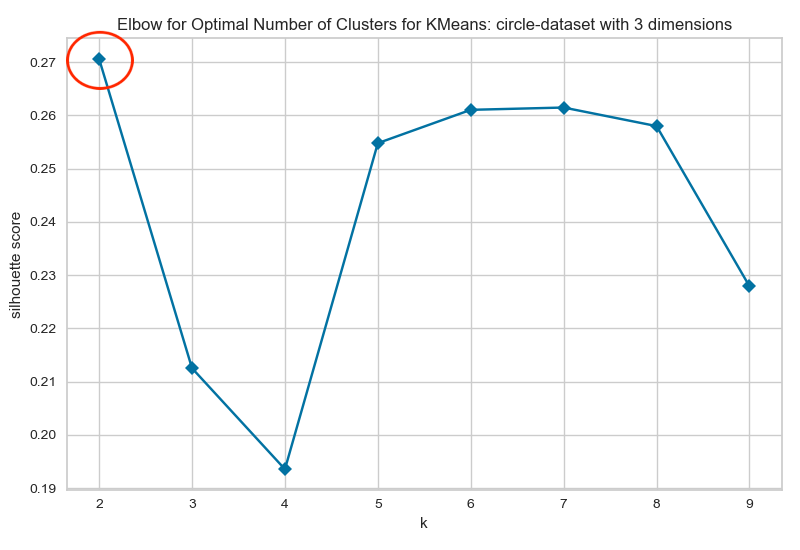 Elbow for Optimal Number of Clusters for KMeans: circle-dataset with 3 dimensions
0.27
0.26
0.25
0.24
0.23
0.22
0.21
0.20
0.19
silhouette score
2 3 4 5 6 7 8 9
k